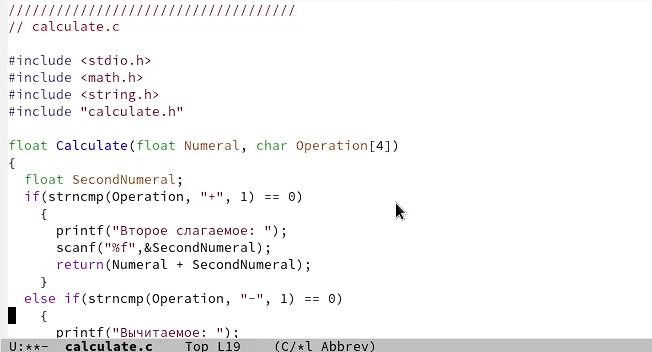 ////////////////////////////////////
// calculate.c
#include <stdio.h>
#include <math.h>
#include <string.h>
#include "calculate.h"
float Calculate(float Numeral, char Operation[4])
{
float SecondNumeral;
if(strncmp(Operation, "+", 1) == 0)
{
printf("Второе слагаемое: ");
scanf("%f",&SecondNumeral);
return(Numeral + SecondNumeral);
}
else if(strncmp(Operation, "-", 1) == 0)
{
printf("Вычитаемое: ");
U:**- calculate.c Top L19 (C/*l Abbrev)